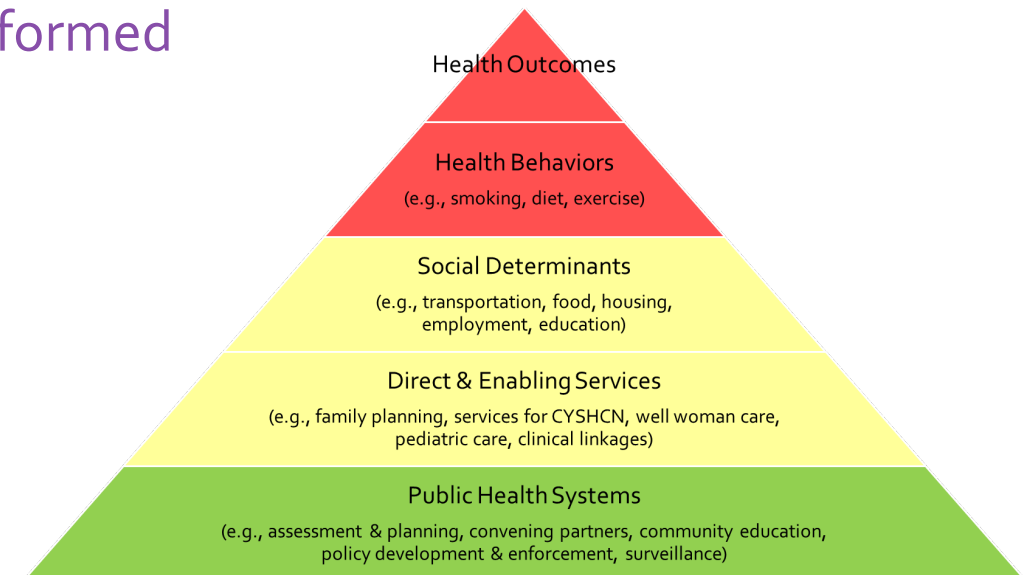 formed
Health Outcomes
Health Behaviors
(e.g., smoking, diet, exercise)
Social Determinants
(e.g., transportation, food, housing,
employment, education)
Direct & Enabling Services
(e.g., family planning, services for CYSHCN, well woman care,
pediatric care, clinical linkages)
Public Health Systems
(e.g., assessment & planning, convening partners, community education,
policy development & enforcement, surveillance)